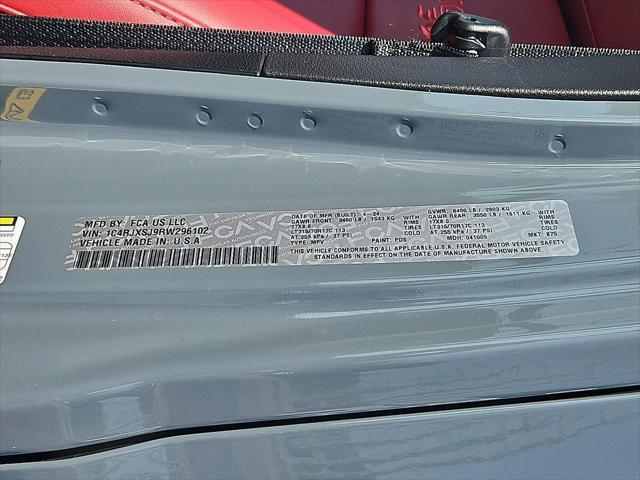 MFD BY: FCA US LLC
VIN: 1C4RJXSJ9RW296102
VEHICLE MADE IN U.S.A
DATE OF MFR (BUILT): 4-24
GAWR FRONT: 3400 LB / 1543 KG
17X8.0 TIRES
LT315/70R17C 113
AT 255 kPa / 37 PSI COLD
TYPE: MPV PAINT: PDS
GVWR: 6400 LB / 2903 KG
GAWR REAR: 3550 LB / 1611 KG
17X8.0 TIRES
LT315/70R17C 113
AT 255 kPa / 37 PSI COLD
MDH: 041005 MKT: 875
THIS VEHICLE CONFORMS TO ALL APPLICABLE U.S.A. FEDERAL MOTOR VEHICLE SAFETY
STANDARDS IN EFFECT ON THE DATE OF MANUFACTURE SHOWN ABOVE